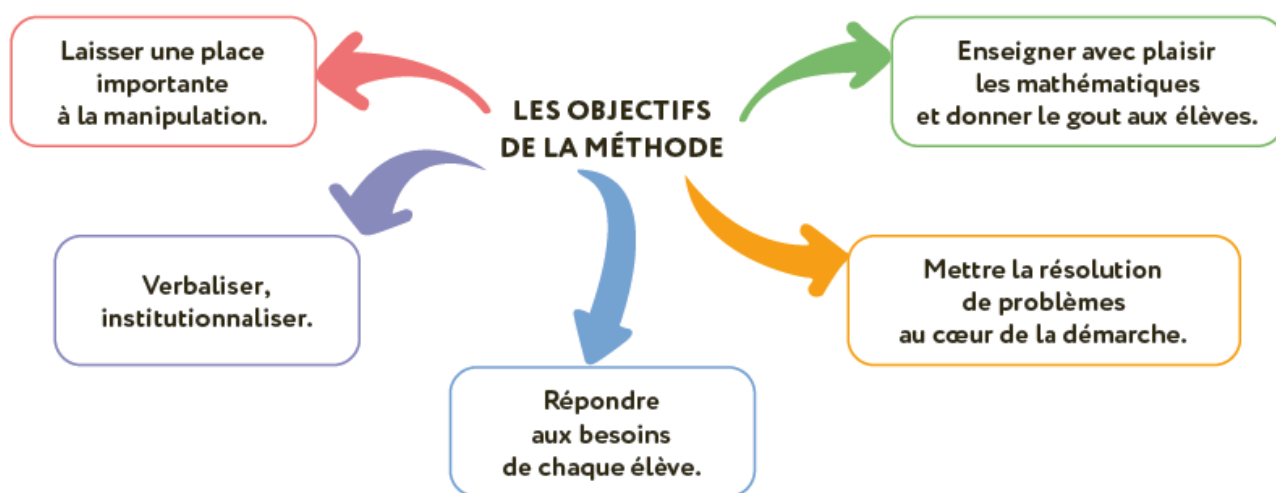 LES OBJECTIFS
DE LA MÉTHODE
Laisser une place
importante
à la manipulation.
Enseigner avec plaisir
les mathématiques
et donner le gout aux élèves.
Verbaliser,
institutionnaliser.
Mettre la résolution
de problèmes
au cœur de la démarche.
Répondre
aux besoins
de chaque élève.